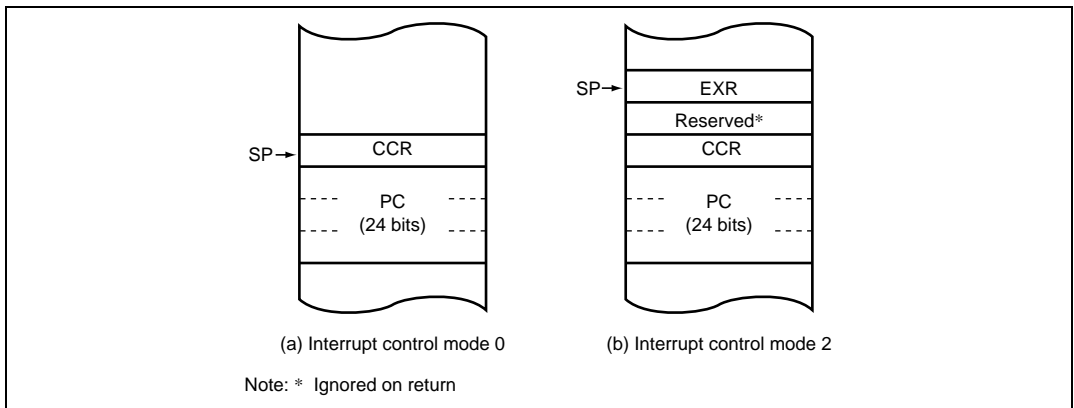 SP
CCR
PC
(24 bits)
(a) Interrupt control mode 0
SP
EXR
Reserved*
CCR
PC
(24 bits)
(b) Interrupt control mode 2
Note: * Ignored on return